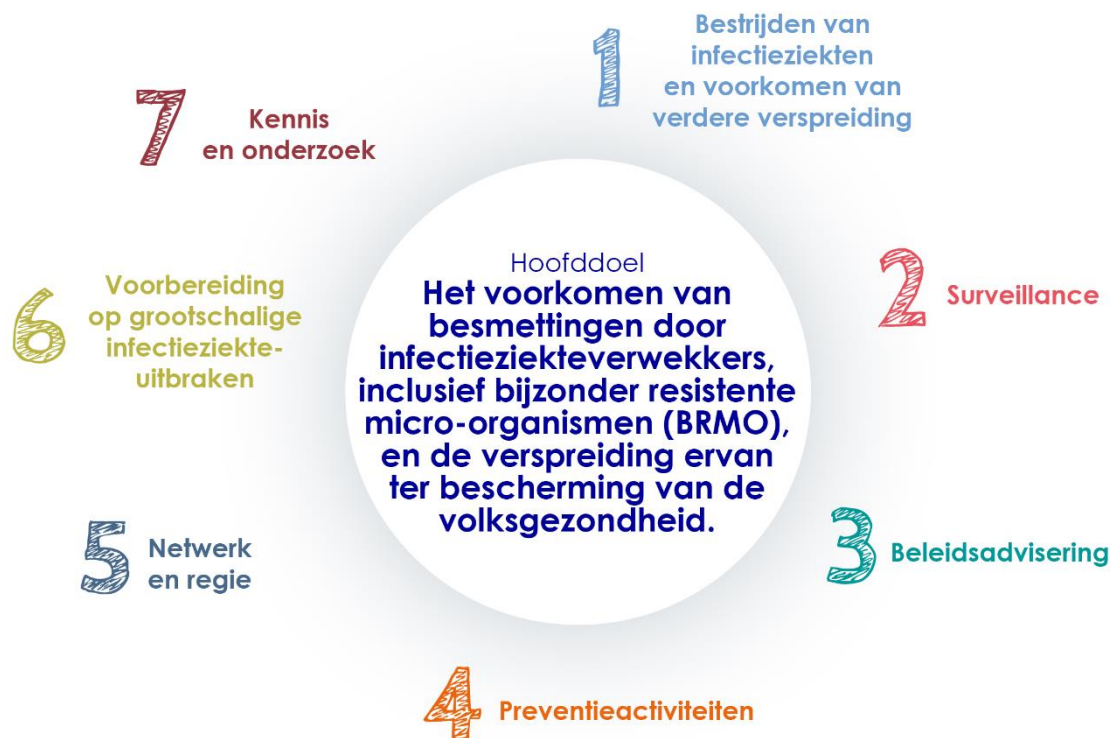 1
Bestrijden van
infectieziekten
en voorkomen van
verdere verspreiding
2
Surveillance
3
Beleidsadvisering
4
Preventieactiviteiten
5
Netwerk
en regie
6
Voorbereiding
op grootschalige
infectieziekte-
uitbraken
7
Kennis
en onderzoek
Hoofddoel
Het voorkomen van
besmettingen door
infectieziekteverwekkers,
inclusief bijzonder resistente
micro-organismen (BRMO),
en de verspreiding ervan
ter bescherming van de
volksgezondheid.